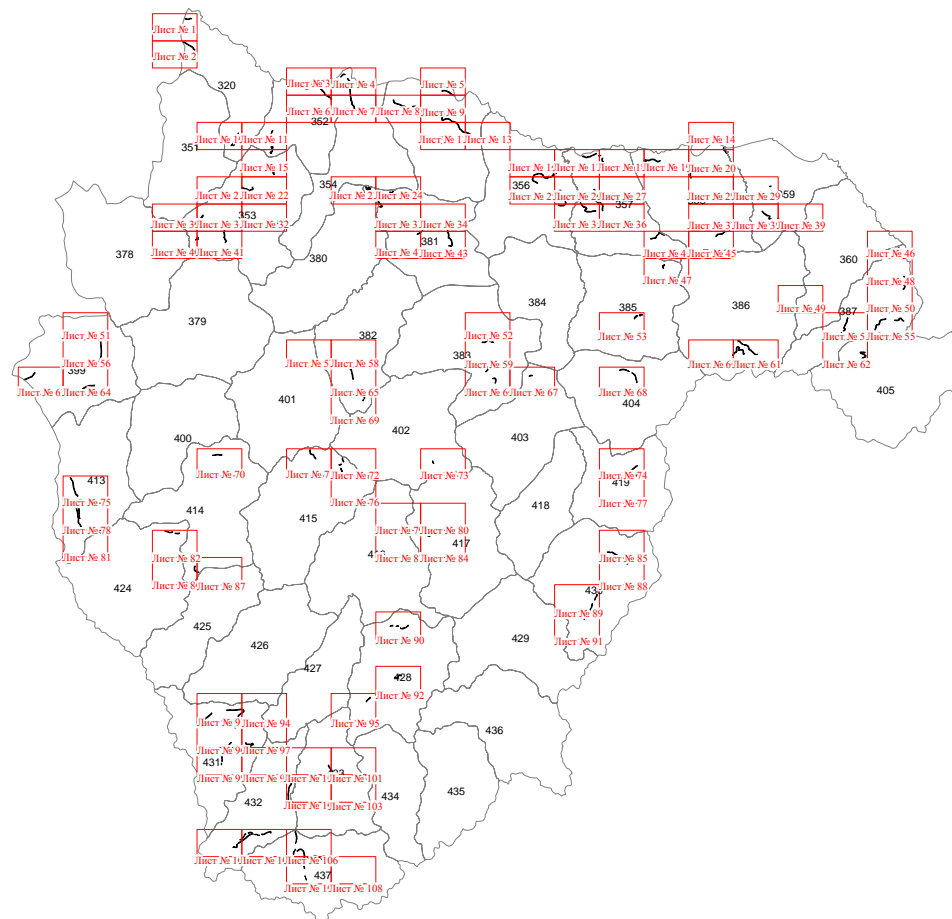 Лист № 1
Лист № 2
320
Лист № 3
Лист № 4
Лист № 5
Лист № 6
Лист № 7
Лист № 8
Лист № 9
352
351
Лист № 11
Лист № 13
Лист № 14
Лист № 15
Лист № 20
354
356
359
Лист № 22
Лист № 24
Лист № 27
Лист № 29
353
357
Лист № 32
Лист № 34
Лист № 36
Лист № 39
378
380
381
360
Лист № 41
Лист № 43
Лист № 45
Лист № 46
Лист № 47
Лист № 48
384
385
386
387
Лист № 49
Лист № 50
379
382
383
Лист № 51
Лист № 52
Лист № 53
Лист № 55
Лист № 56
Лист № 58
Лист № 59
Лист № 61
Лист № 62
399
Лист № 64
Лист № 65
Лист № 67
Лист № 68
405
404
401
Лист № 69
400
402
403
Лист № 70
Лист № 72
Лист № 73
Лист № 74
413
419
Лист № 75
Лист № 76
Лист № 77
414
415
418
Лист № 78
Лист № 80
417
Лист № 81
Лист № 82
Лист № 84
Лист № 85
Лист № 87
Лист № 88
424
Лист № 89
425
426
429
Лист № 90
Лист № 91
427
428
Лист № 92
Лист № 94
Лист № 95
436
Лист № 97
431
Лист № 101
432
434
435
Лист № 103
Лист № 106
437
Лист № 108